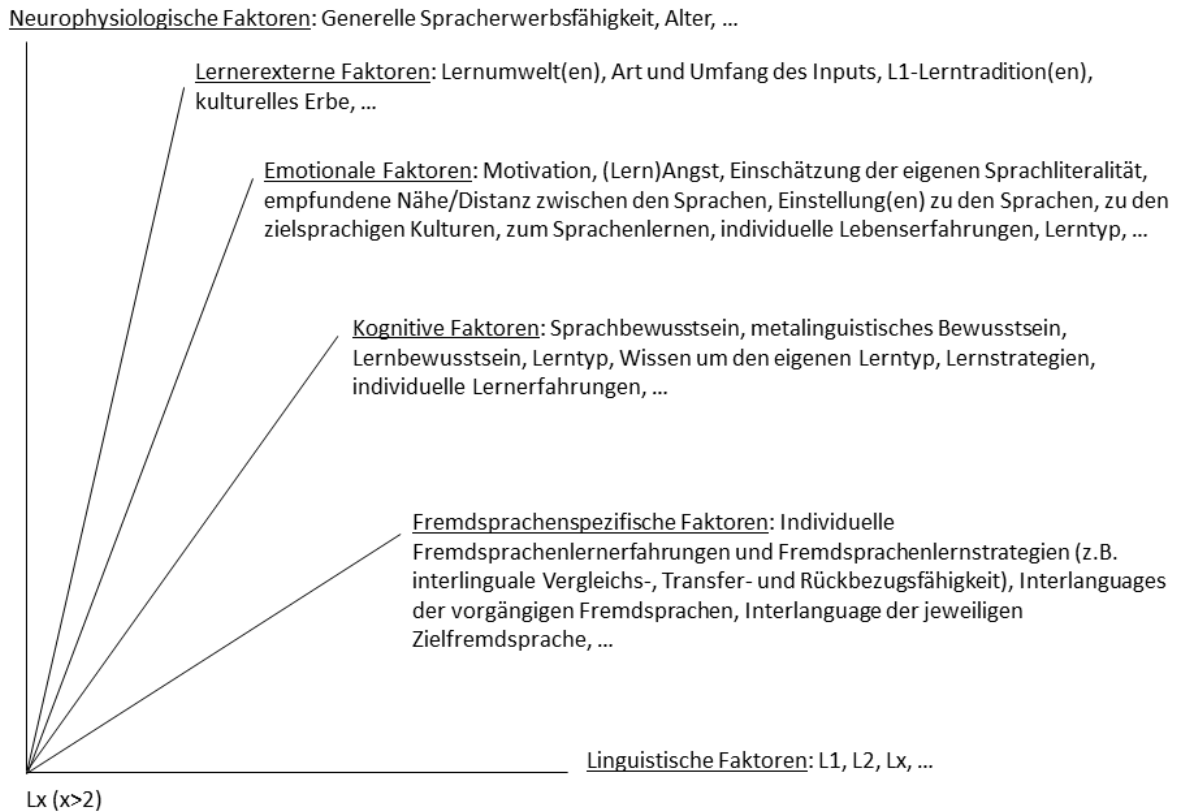 Neurophysiologische Faktoren: Generelle Spracherwerbsfähigkeit, Alter, ...
Lernerexterne Faktoren: Lernumwelt(en), Art und Umfang des Inputs, L1-Lerntradition(en),
kulturelles Erbe, ...
Emotionale Faktoren: Motivation, (Lern)Angst, Einschätzung der eigenen Sprachliteralität,
empfundene Nähe/Distanz zwischen den Sprachen, Einstellung(en) zu den Sprachen, zu den
zielsprachigen Kulturen, zum Sprachenlernen, individuelle Lebenserfahrungen, Lerntyp, ...
Kognitive Faktoren: Sprachbewusstsein, metalinguistisches Bewusstsein,
Lernbewusstsein, Lerntyp, Wissen um den eigenen Lerntyp, Lernstrategien,
individuelle Lernerfahrungen, ...
Fremdsprachenspezifische Faktoren: Individuelle
Fremdsprachenlernerfahrungen und Fremdsprachenlernstrategien (z.B.
interlinguale Vergleichs-, Transfer- und Rückbezugsfähigkeit), Interlanguages
der vorgängigen Fremdsprachen, Interlanguage der jeweiligen
Zielfremdsprache, ...
Linguistische Faktoren: L1, L2, Lx, ...
Lx (x>2)